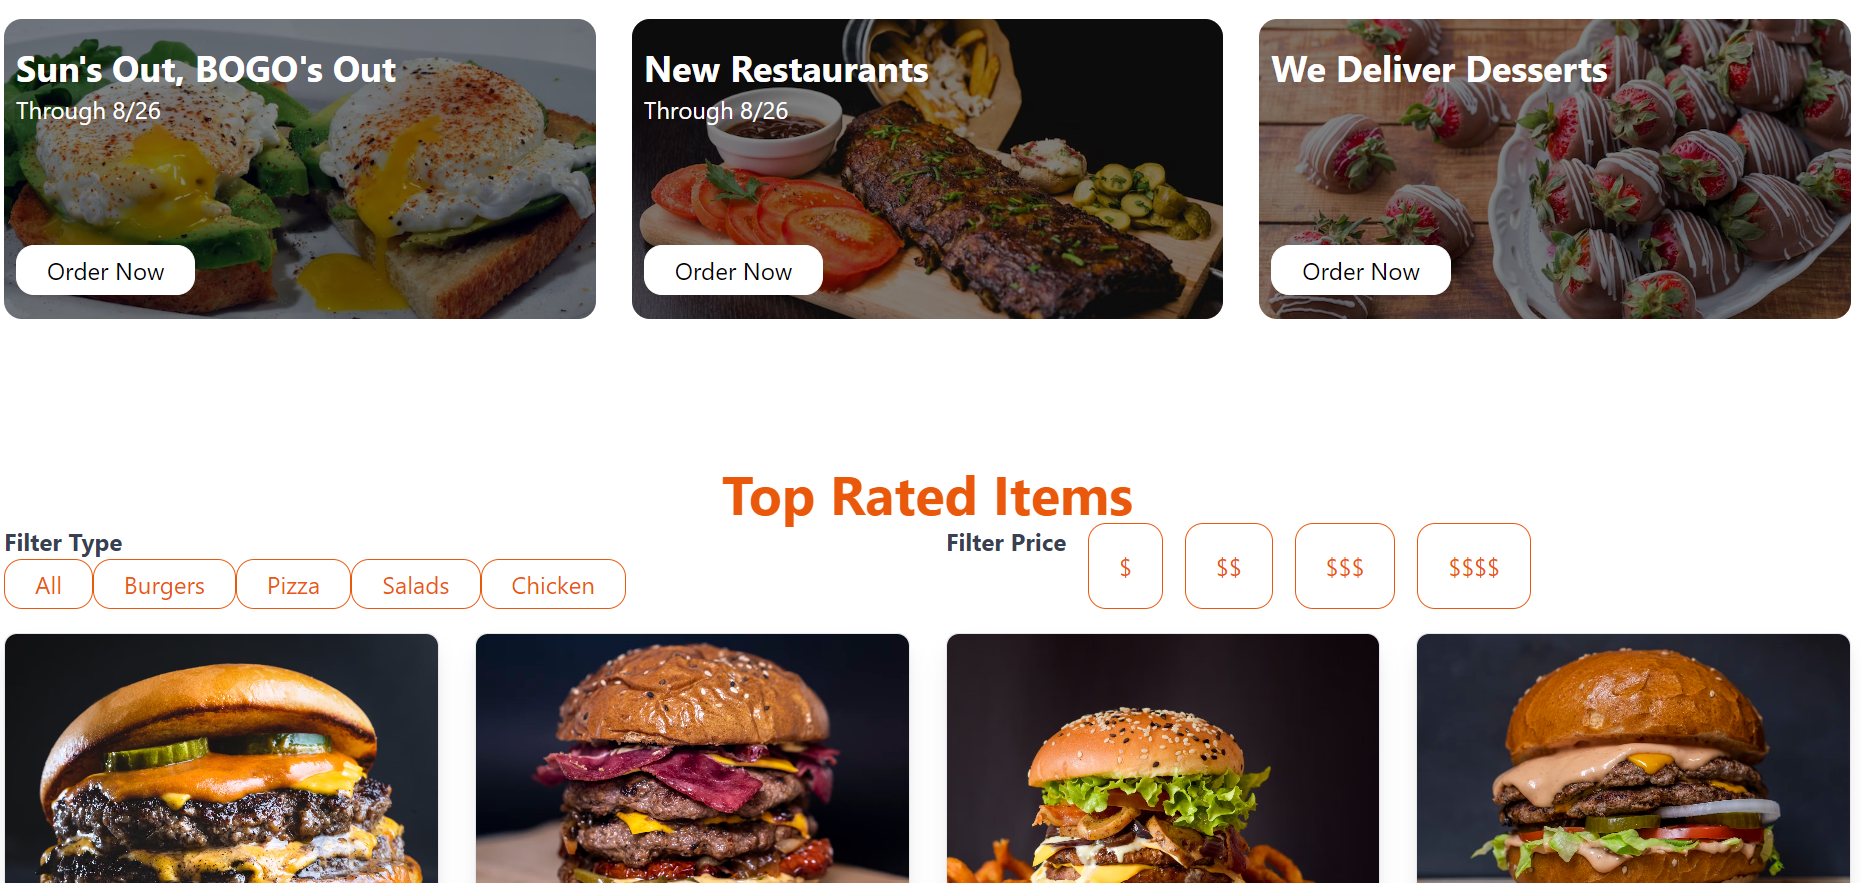 Sun's Out, BOGO's Out
Through 8/26
Order Now
New Restaurants
Through 8/26
Order Now
We Deliver Desserts
Order Now
Top Rated Items
Filter Type
All
Burgers
Pizza
Salads
Chicken
Filter Price
$
$$
$$$
$$$$